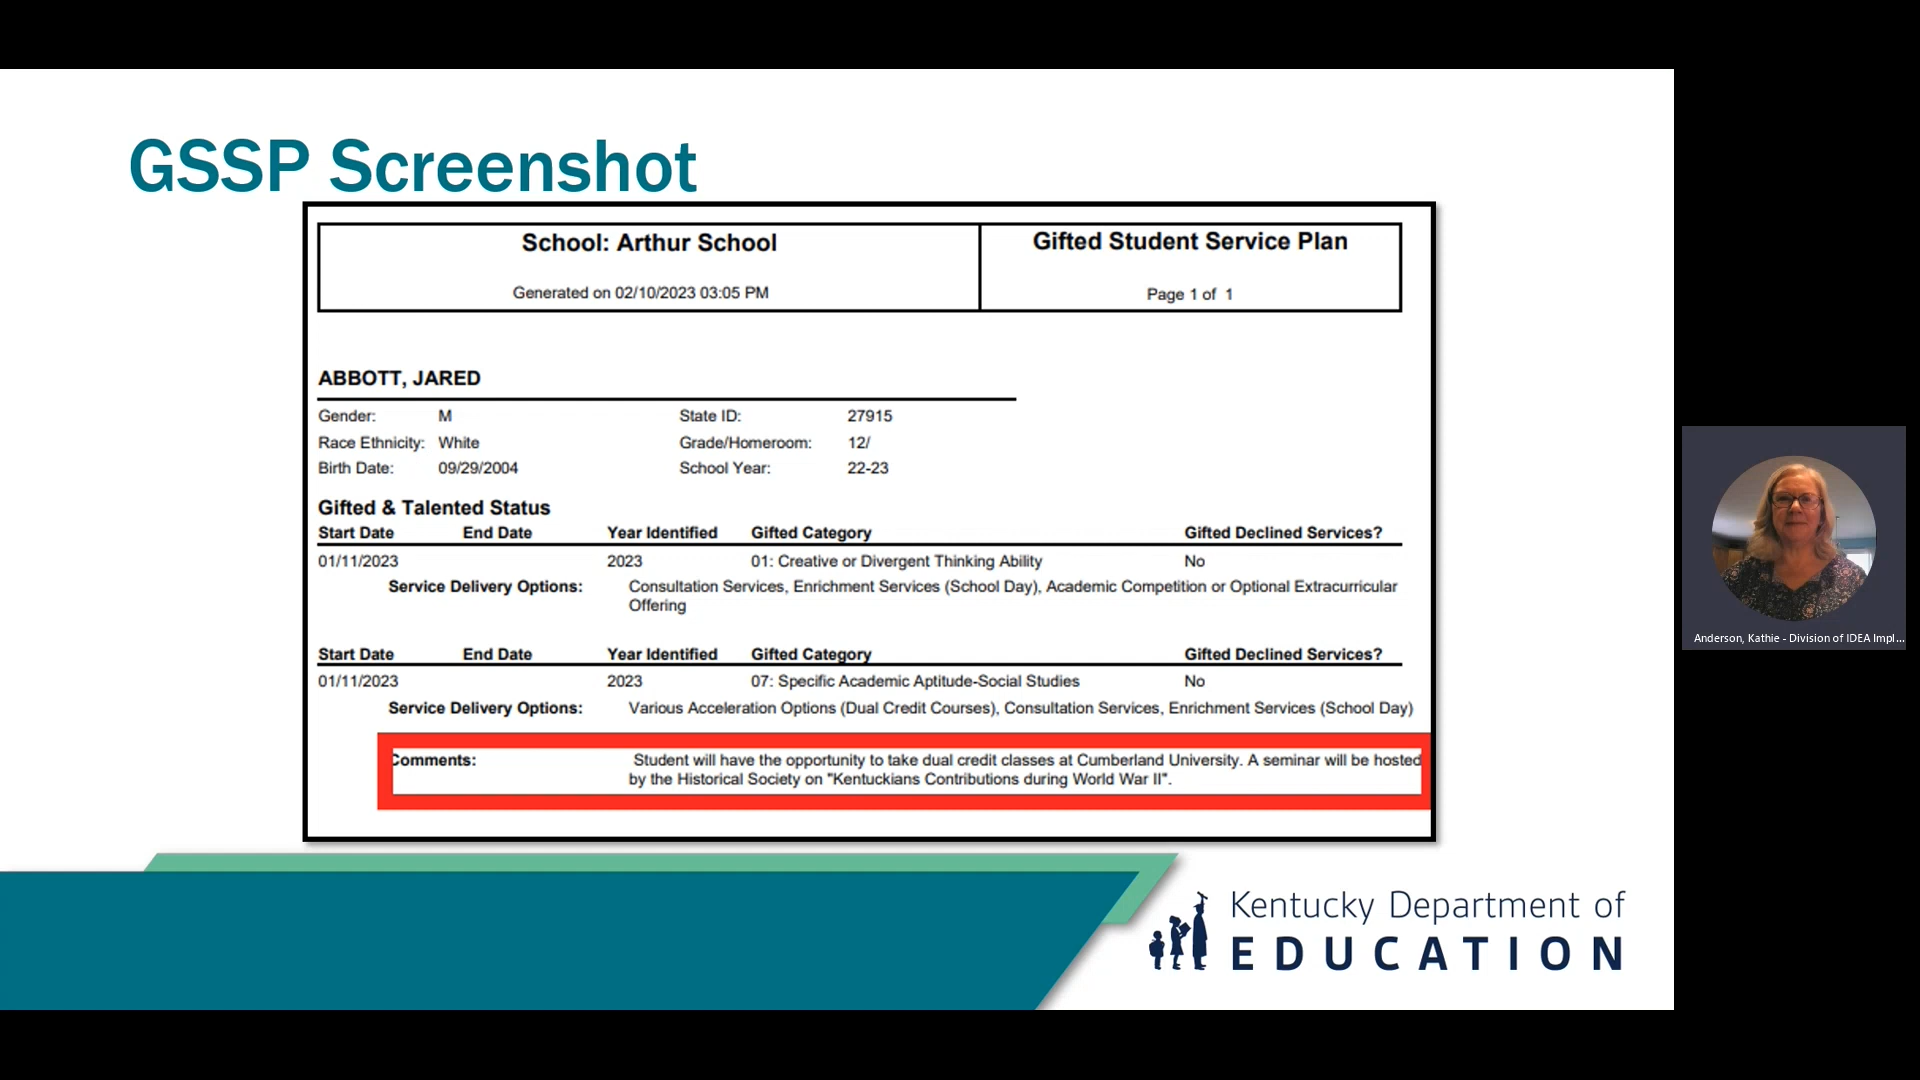 GSSP Screenshot
School: Arthur School
Generated on 02/10/2023 03:05 PM
Gifted Student Service Plan
Page 1 of 1
ABBOTT, JARED
Gender: M State ID: 27915
Race Ethnicity: White Grade/Homeroom: 12/
Birth Date: 09/29/2004 School Year: 22-23
Gifted & Talented Status
Start Date End Date Year Identified Gifted Category Gifted Declined Services?
01/11/2023 2023 01: Creative or Divergent Thinking Ability No
Service Delivery Options: Consultation Services, Enrichment Services (School Day), Academic Competition or Optional Extracurricular
Offering
Start Date End Date Year Identified Gifted Category Gifted Declined Services?
01/11/2023 2023 07: Specific Academic Aptitude-Social Studies No
Service Delivery Options: Various Acceleration Options (Dual Credit Courses), Consultation Services, Enrichment Services (School Day)
Comments: Student will have the opportunity to take dual credit classes at Cumberland University. A seminar will be hosted
by the Historical Society on "Kentuckians Contributions during World War II".
Kentucky Department of
EDUCATION
Anderson, Kathie - Division of IDEA Impl...